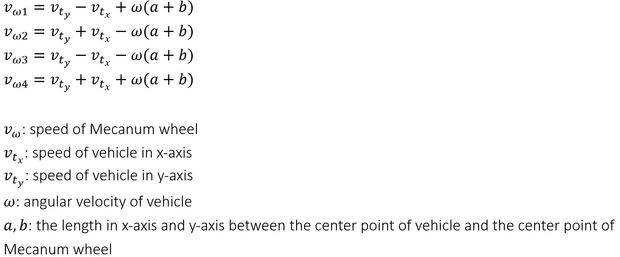 𝑣ω1 = 𝑣ty − 𝑣tx + ω(a + b)
𝑣ω2 = 𝑣ty + 𝑣tx − ω(a + b)
𝑣ω3 = 𝑣ty − 𝑣tx − ω(a + b)
𝑣ω4 = 𝑣ty + 𝑣tx + ω(a + b)
𝑣ω: speed of Mecanum wheel
𝑣tx: speed of vehicle in x-axis
𝑣ty: speed of vehicle in y-axis
ω: angular velocity of vehicle
a, b: the length in x-axis and y-axis between the center point of vehicle and the center point of
Mecanum wheel